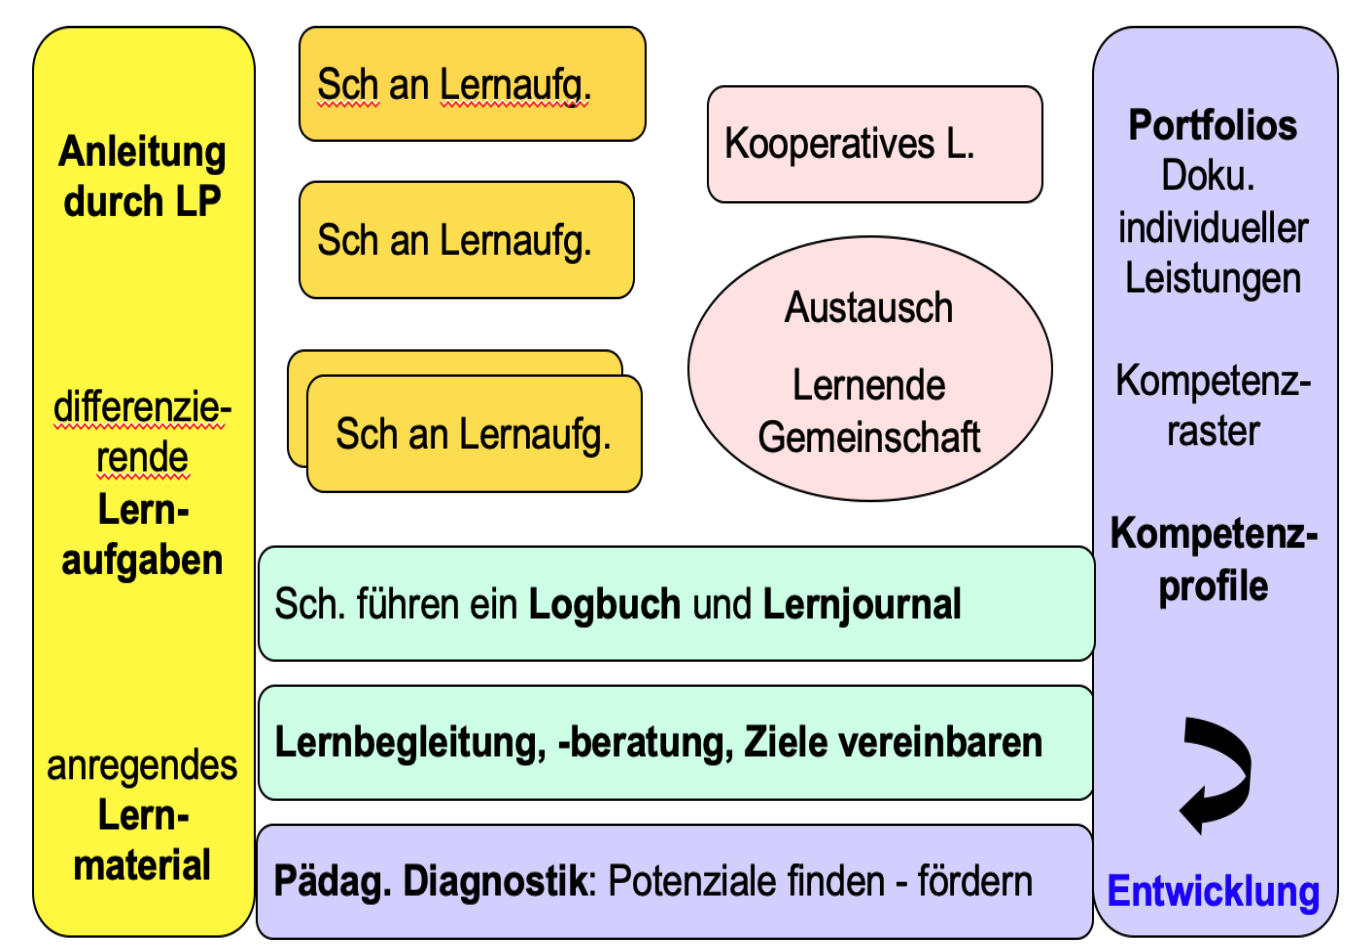 Anleitung
durch LP
differenzie-
rende
Lern-
aufgaben
anregendes
Lern-
material
Sch an Lernaufg.
Sch an Lernaufg.
Sch an Lernaufg.
Kooperatives L.
Austausch
Lernende
Gemeinschaft
Sch. führen ein Logbuch und Lernjournal
Lernbegleitung, -beratung, Ziele vereinbaren
Pädag. Diagnostik: Potenziale finden - fördern
Portfolios
Doku.
individueller
Leistungen
Kompetenz-
raster
Kompetenz-
profile
Entwicklung